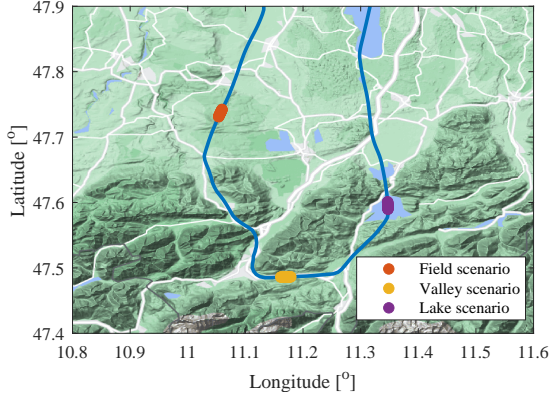 47.9
47.8
47.7
47.6
47.5
47.4
Latitude [°]
Field scenario
Valley scenario
Lake scenario
10.8 10.9 11 11.1 11.2 11.3 11.4 11.5 11.6
Longitude [°]